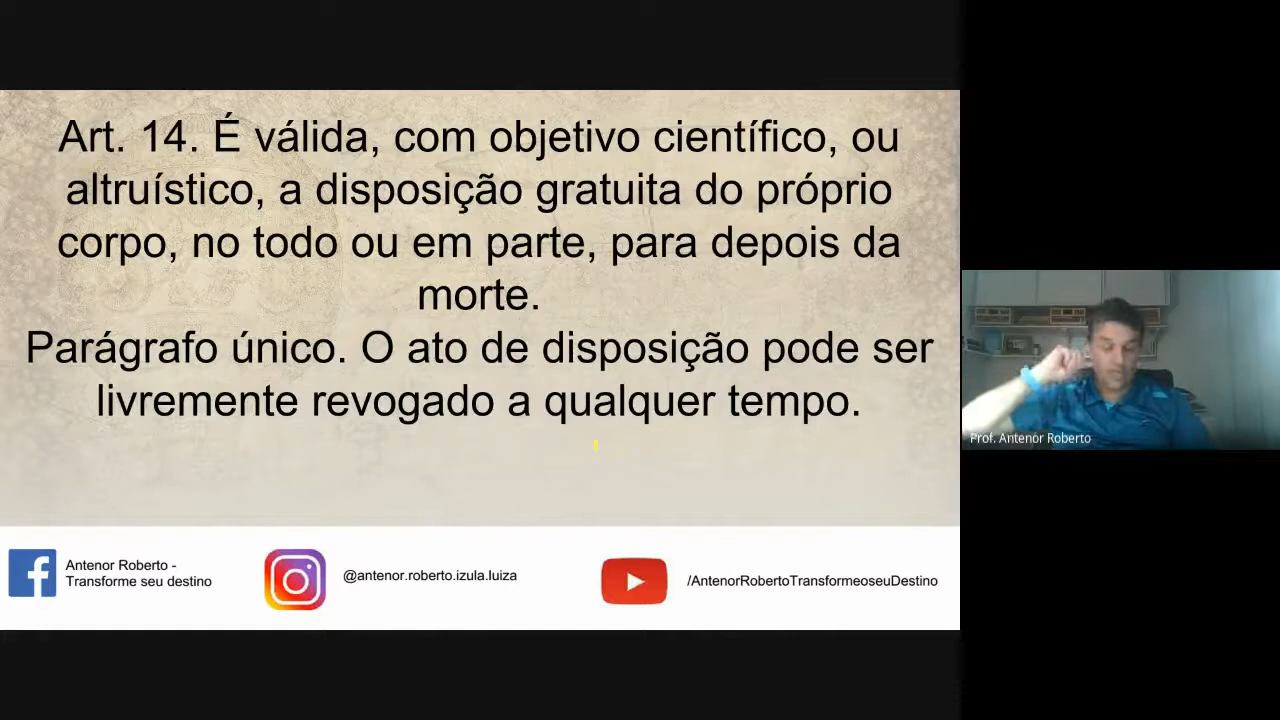 Art. 14. É válida, com objetivo científico, ou
altruístico, a disposição gratuita do próprio
corpo, no todo ou em parte, para depois da
morte.
Parágrafo único. O ato de disposição pode ser
livremente revogado a qualquer tempo.
Prof. Antenor Roberto
Antenor Roberto -
Transforme seu destino
@antenor.roberto.izula.luiza
/AntenorRobertoTransformeoseuDestino